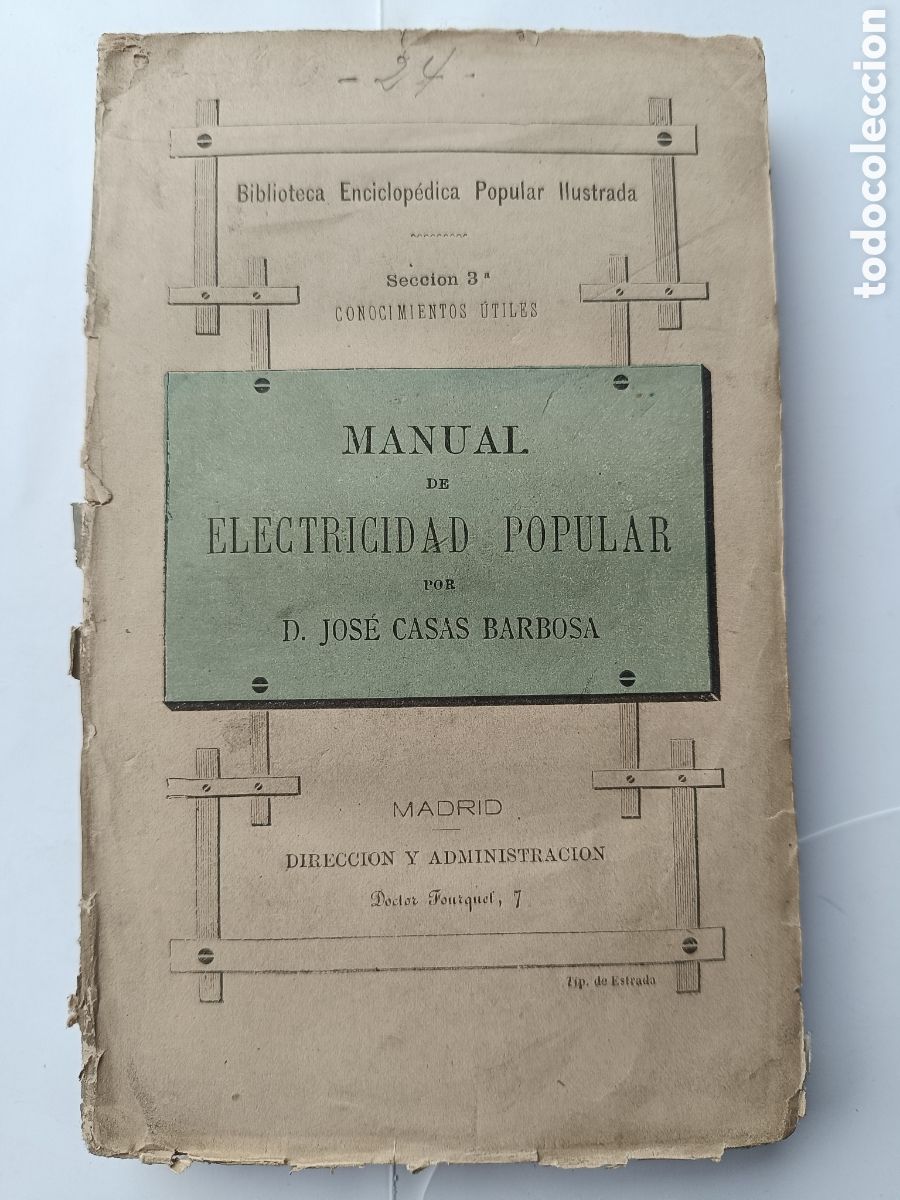 - 24 -
Biblioteca Enciclopédica Popular Ilustrada
Seccion 3ª
CONOCIMIENTOS ÚTILES
MANUAL
DE
ELECTRICIDAD POPULAR
POR
D. JOSÉ CASAS BARBOSA
MADRID
DIRECCION Y ADMINISTRACION
Doctor Fourquet, 7
Tip. de Estrada
todocoleccion